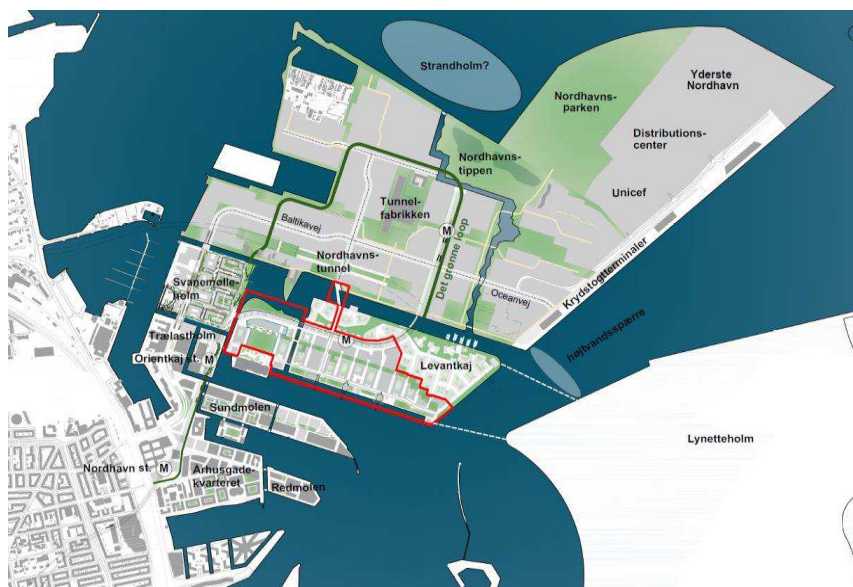 Strandholm?
Yderste
Nordhavn
Nordhavns-
parken
Distributions-
center
Nordhavns-
tippen
Unicef
Tunnel-
fabrikken
M
Det grønne loop
Baltikavej
Nordhavns-
tunnel
Oceanvej
Krydstogtterminaler
Svanemølle-
holm
højtvandsspærre
Trælastholm
Orientkaj st.
M
M
Levantkaj
Sundmolen
Lynetteholm
Nordhavn st.
M
Århusgade-
kvarteret
Redmolen